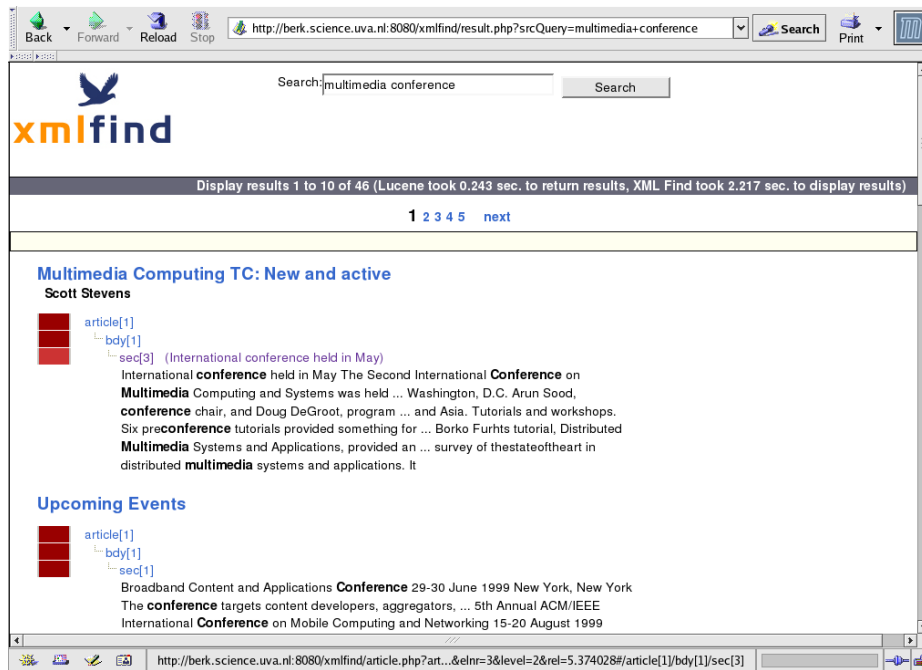 Back Forward Reload Stop http://berk.science.uva.nl:8080/xmlfind/result.php?srcQuery=multimedia+conference Search Print
Search: multimedia conference Search
xmlfind
Display results 1 to 10 of 46 (Lucene took 0.243 sec. to return results, XML Find took 2.217 sec. to display results)
1 2 3 4 5 next
Multimedia Computing TC: New and active
Scott Stevens
article[1]
bdy[1]
sec[3] (International conference held in May)
International conference held in May The Second International Conference on
Multimedia Computing and Systems was held ... Washington, D.C. Arun Sood,
conference chair, and Doug DeGroot, program ... and Asia. Tutorials and workshops.
Six preconference tutorials provided something for ... Borko Furhts tutorial, Distributed
Multimedia Systems and Applications, provided an ... survey of thestateoftheart in
distributed multimedia systems and applications. It
Upcoming Events
article[1]
bdy[1]
sec[1]
Broadband Content and Applications Conference 29-30 June 1999 New York, New York
The conference targets content developers, aggregators, ... 5th Annual ACM/IEEE
International Conference on Mobile Computing and Networking 15-20 August 1999
http://berk.science.uva.nl:8080/xmlfind/article.php?art...&elnr=3&level=2&rel=5.374028#/article[1]/bdy[1]/sec[3]